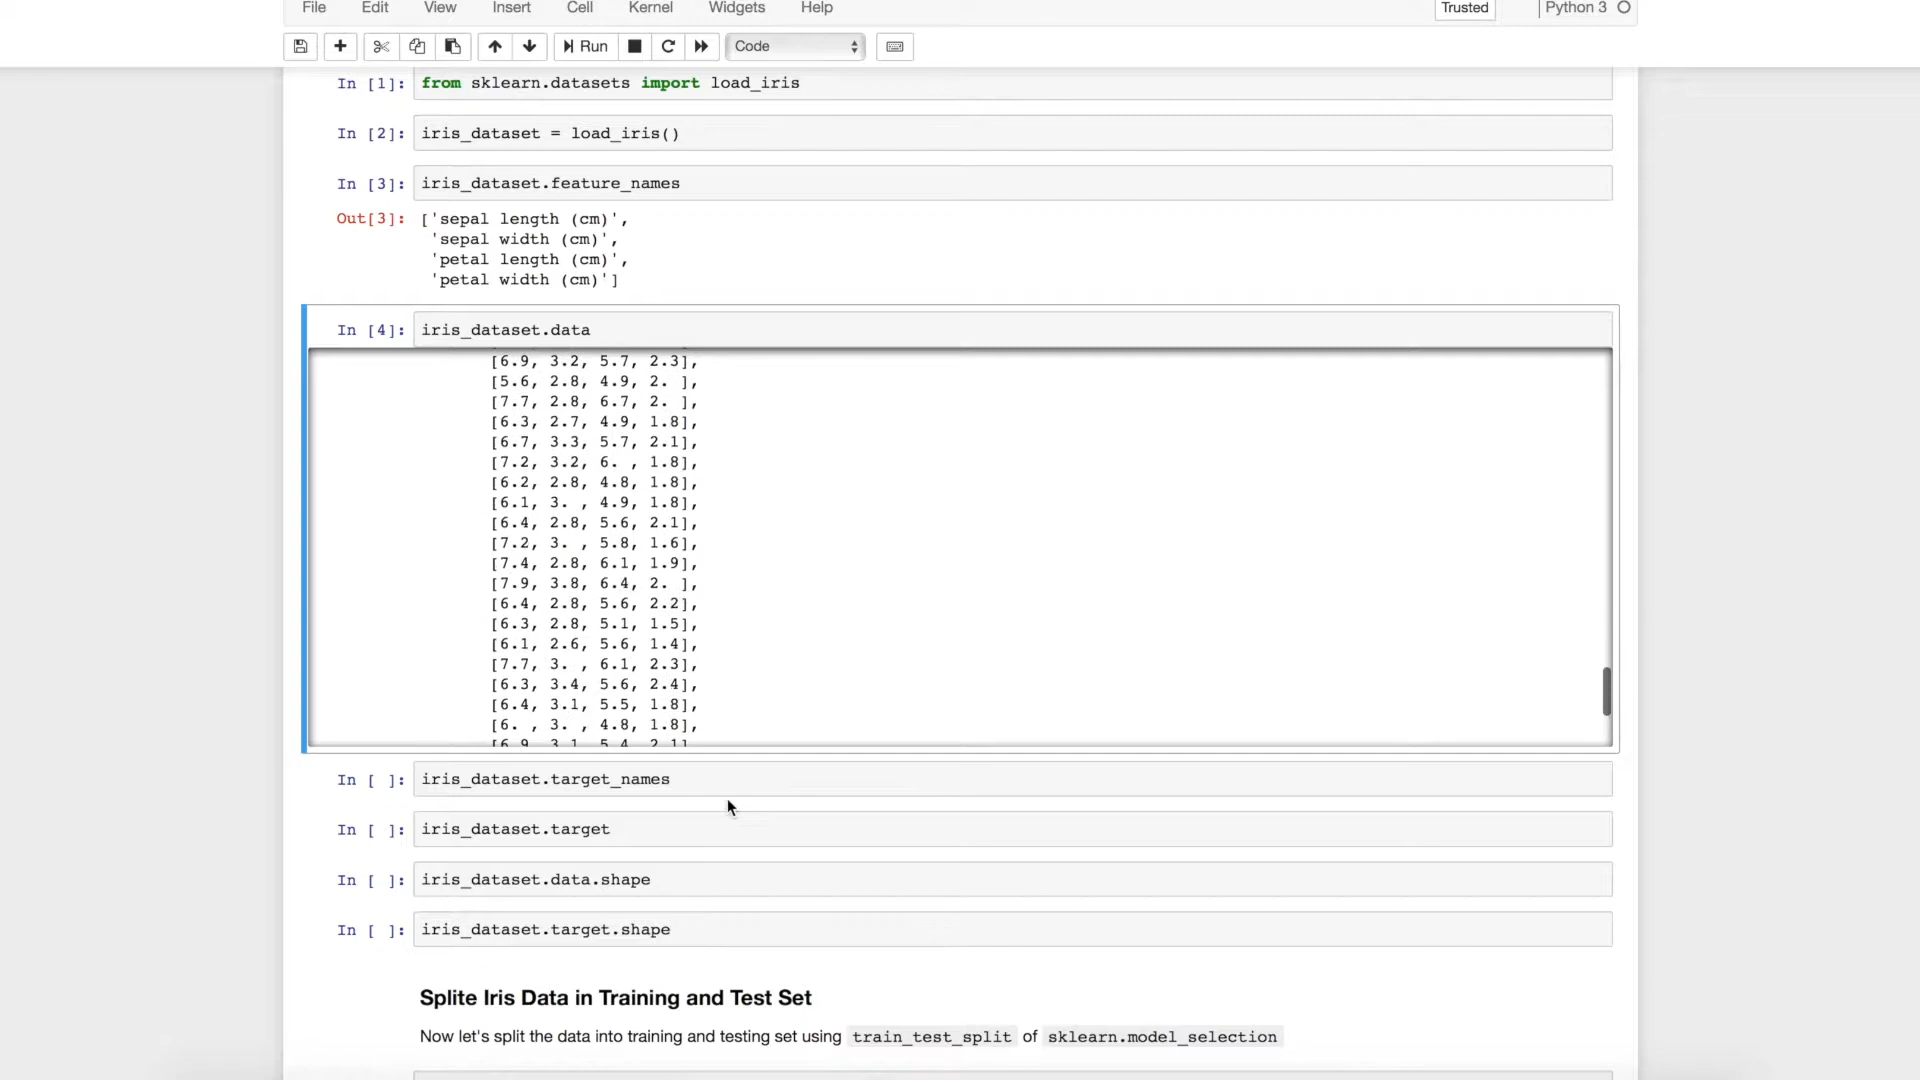 File Edit View Insert Cell Kernel Widgets Help Trusted Python 3
Run Code
In [1]: from sklearn.datasets import load_iris
In [2]: iris_dataset = load_iris()
In [3]: iris_dataset.feature_names
Out[3]: ['sepal length (cm)',
'sepal width (cm)',
'petal length (cm)',
'petal width (cm)']
In [4]: iris_dataset.data
[6.9, 3.2, 5.7, 2.3],
[5.6, 2.8, 4.9, 2. ],
[7.7, 2.8, 6.7, 2. ],
[6.3, 2.7, 4.9, 1.8],
[6.7, 3.3, 5.7, 2.1],
[7.2, 3.2, 6. , 1.8],
[6.2, 2.8, 4.8, 1.8],
[6.1, 3. , 4.9, 1.8],
[6.4, 2.8, 5.6, 2.1],
[7.2, 3. , 5.8, 1.6],
[7.4, 2.8, 6.1, 1.9],
[7.9, 3.8, 6.4, 2. ],
[6.4, 2.8, 5.6, 2.2],
[6.3, 2.8, 5.1, 1.5],
[6.1, 2.6, 5.6, 1.4],
[7.7, 3. , 6.1, 2.3],
[6.3, 3.4, 5.6, 2.4],
[6.4, 3.1, 5.5, 1.8],
[6. , 3. , 4.8, 1.8],
[6.9, 3.1, 5.4, 2.1],
In [ ]: iris_dataset.target_names
In [ ]: iris_dataset.target
In [ ]: iris_dataset.data.shape
In [ ]: iris_dataset.target.shape
Splite Iris Data in Training and Test Set
Now let's split the data into training and testing set using train_test_split of sklearn.model_selection